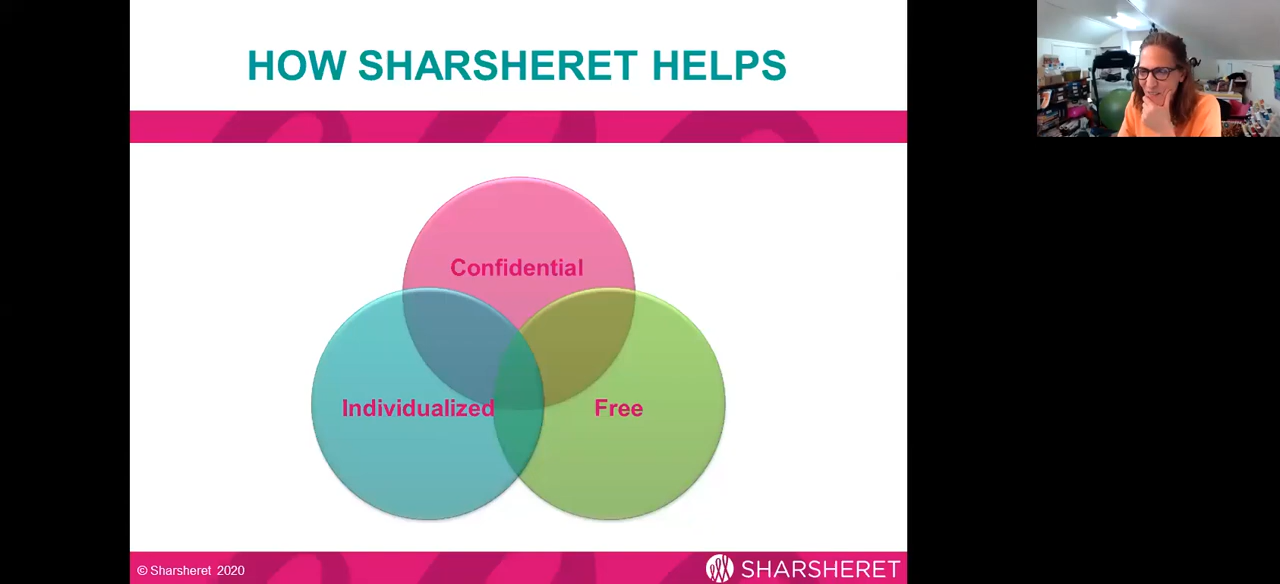 HOW SHARSHERET HELPS
Confidential
Individualized
Free
© Sharsheret 2020
SHARSHERET